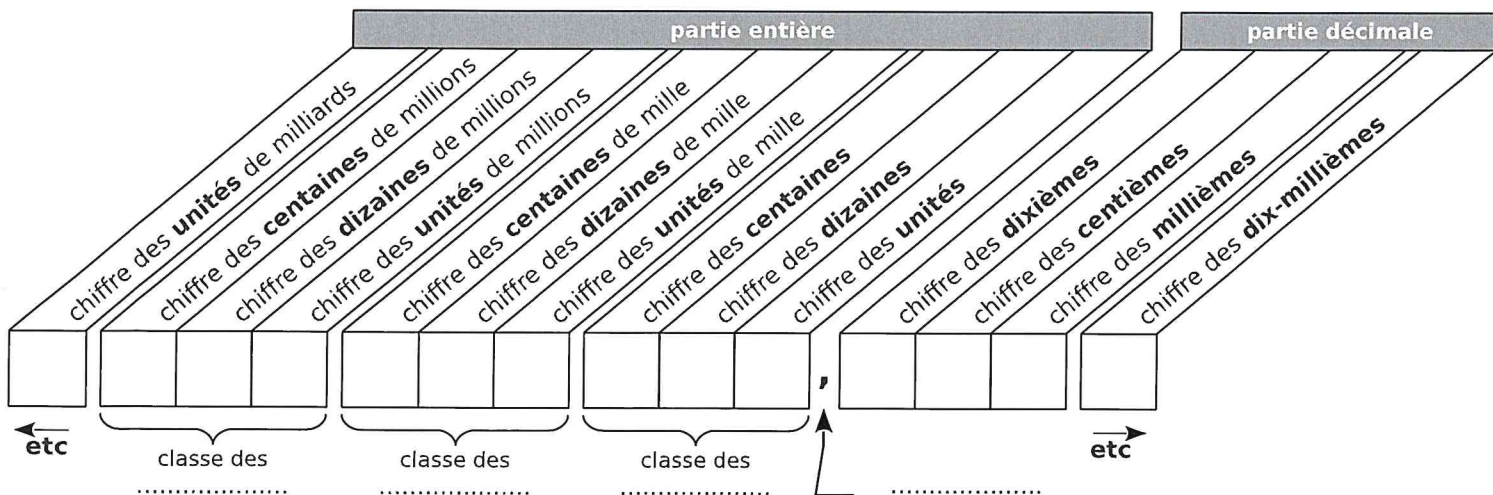 partie entière
partie décimale
chiffre des unités de milliards
chiffre des centaines de millions
chiffre des dizaines de millions
chiffre des unités de millions
chiffre des centaines de mille
chiffre des dizaines de mille
chiffre des unités de mille
chiffre des centaines
chiffre des dizaines
chiffre des unités
chiffre des dixièmes
chiffre des centièmes
chiffre des millièmes
chiffre des dix-millièmes
,
etc
classe des
classe des
classe des
etc
.................... .................... .................... ....................